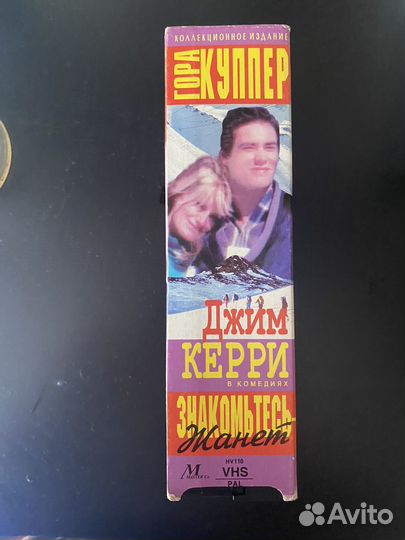 КОЛЛЕКЦИОННОЕ ИЗДАНИЕ
ГОРА
КУППЕР
Джим
КЕРРИ
В КОМЕДИЯХ
ЗНАКОМЬТЕСЬ-
Жанет
HV110
VHS
PAL
Avito